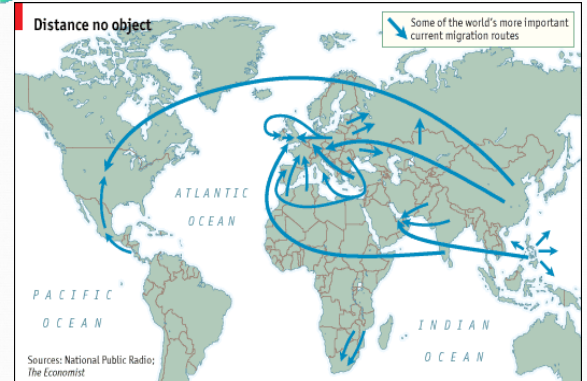 Distance no object
Some of the world's more important
current migration routes
ATLANTIC
OCEAN
PACIFIC
OCEAN
INDIAN
OCEAN
Sources: National Public Radio;
The Economist